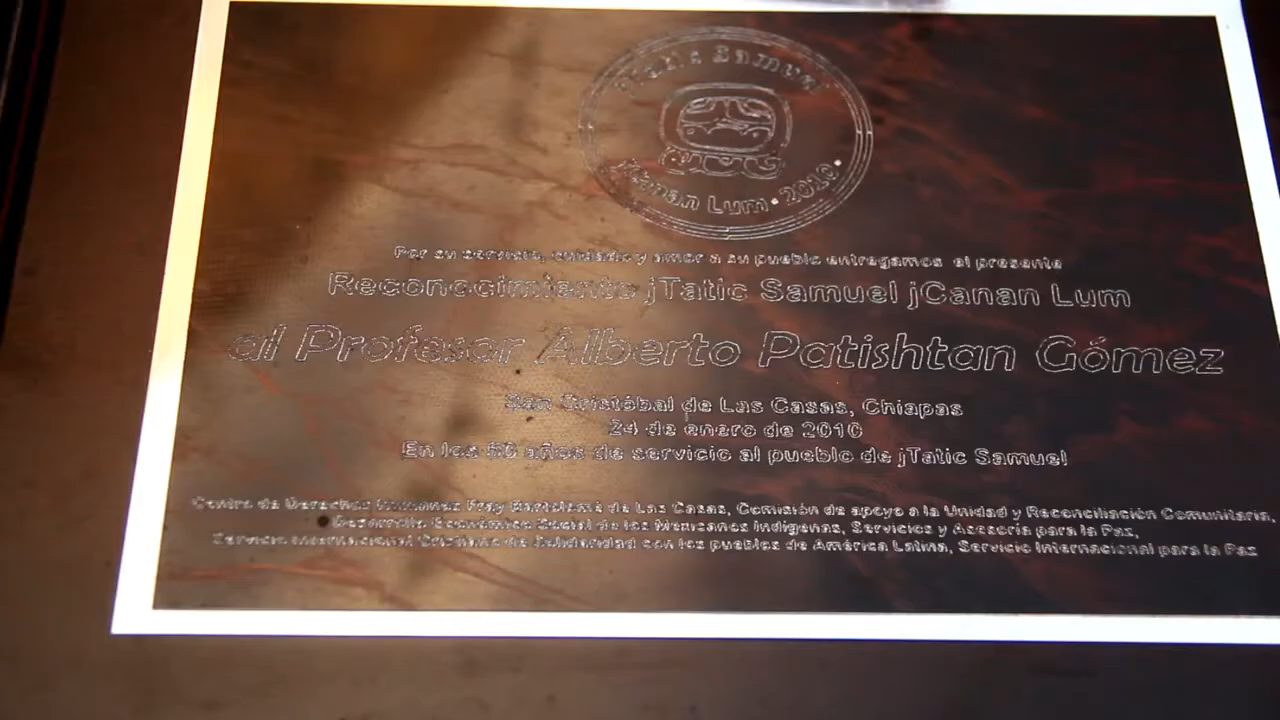 jTatic Samuel
jCanan Lum • 2010 •
Por su servicio, cuidado y amor a su pueblo entregamos el presente
Reconocimiento jTatic Samuel jCanan Lum
al Profesor Alberto Patishtan Gómez
San Cristóbal de Las Casas, Chiapas
24 de enero de 2010
En los 50 años de servicio al pueblo de jTatic Samuel
Centro de Derechos Humanos Fray Bartolomé de Las Casas, Comisión de apoyo a la Unidad y Reconciliación Comunitaria,
Desarrollo Económico Social de los Mexicanos Indígenas, Servicios y Asesoría para la Paz,
Servicio Internacional Cristiano de Solidaridad con los pueblos de América Latina, Servicio Internacional para la Paz